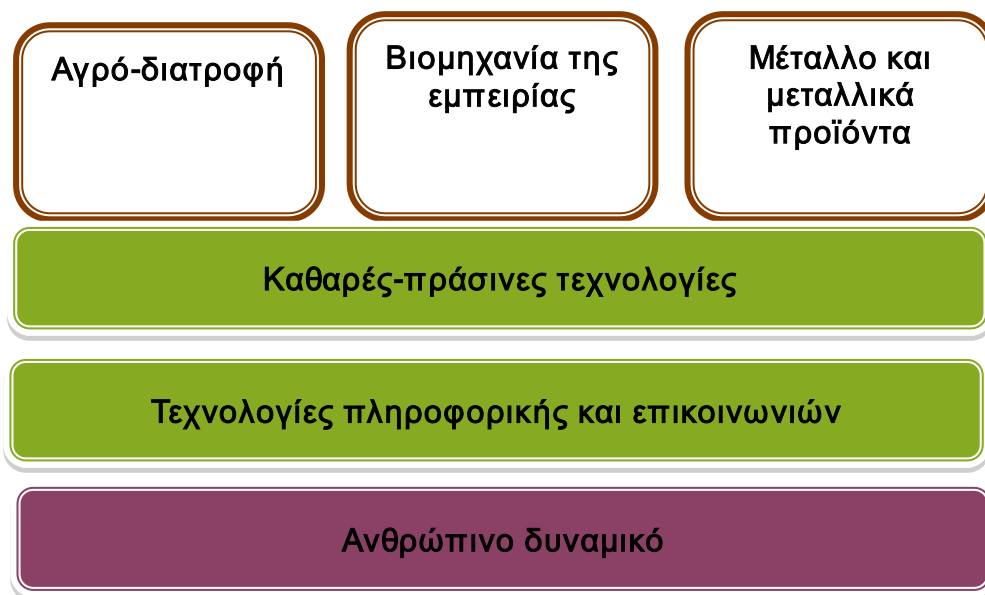 Αγρό-διατροφή
Βιομηχανία της
εμπειρίας
Μέταλλο και
μεταλλικά
προϊόντα
Καθαρές-πράσινες τεχνολογίες
Τεχνολογίες πληροφορικής και επικοινωνιών
Ανθρώπινο δυναμικό